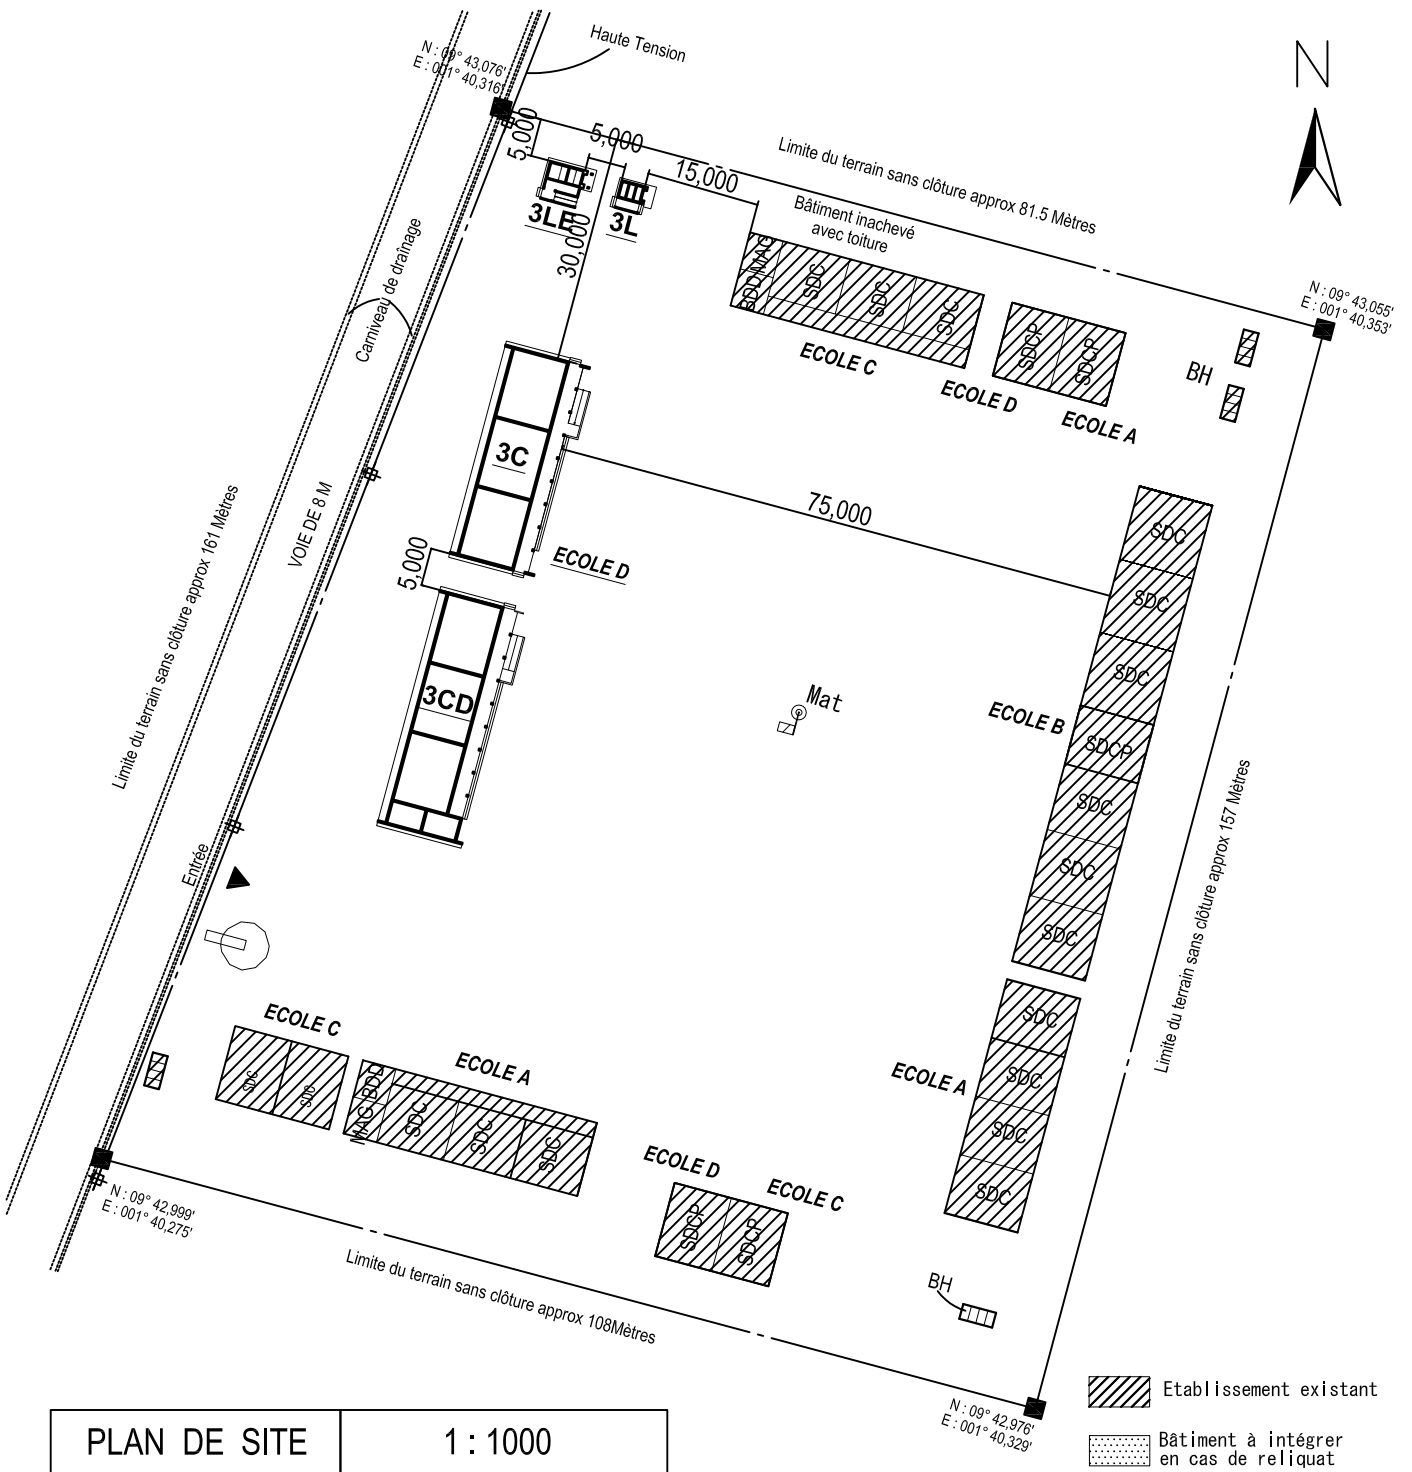 Haute Tension
N : 09° 43,076'
E : 001° 40,316'
N
5,000
5,000
15,000
Limite du terrain sans clôture approx 81.5 Mètres
3LE
3L
30,000
Bâtiment inachevé
avec toiture
Carniveau de draînage
BDD MAG
SDC
SDC
SDC
SDCP
SDCP
N : 09° 43,055'
E : 001° 40,353'
BH
ECOLE C
ECOLE D
ECOLE A
3C
75,000
VOIE DE 8 M
Limite du terrain sans clôture approx 161 Mètres
5,000
ECOLE D
SDC
SDC
SDC
SDCP
SDC
SDC
SDC
3CD
Mat
ECOLE B
Entrée
Limite du terrain sans clôture approx 157 Mètres
ECOLE C
SDC
SDC
ECOLE A
MAG BDD
SDC
SDC
SDC
ECOLE A
SDC
SDC
SDC
SDC
ECOLE D
ECOLE C
SDCP
SDCP
N : 09° 42,999'
E : 001° 40,275'
Limite du terrain sans clôture approx 108Mètres
BH
N : 09° 42,976'
E : 001° 40,329'
Etablissement existant
Bâtiment à intégrer
en cas de reliquat
PLAN DE SITE
1 : 1000